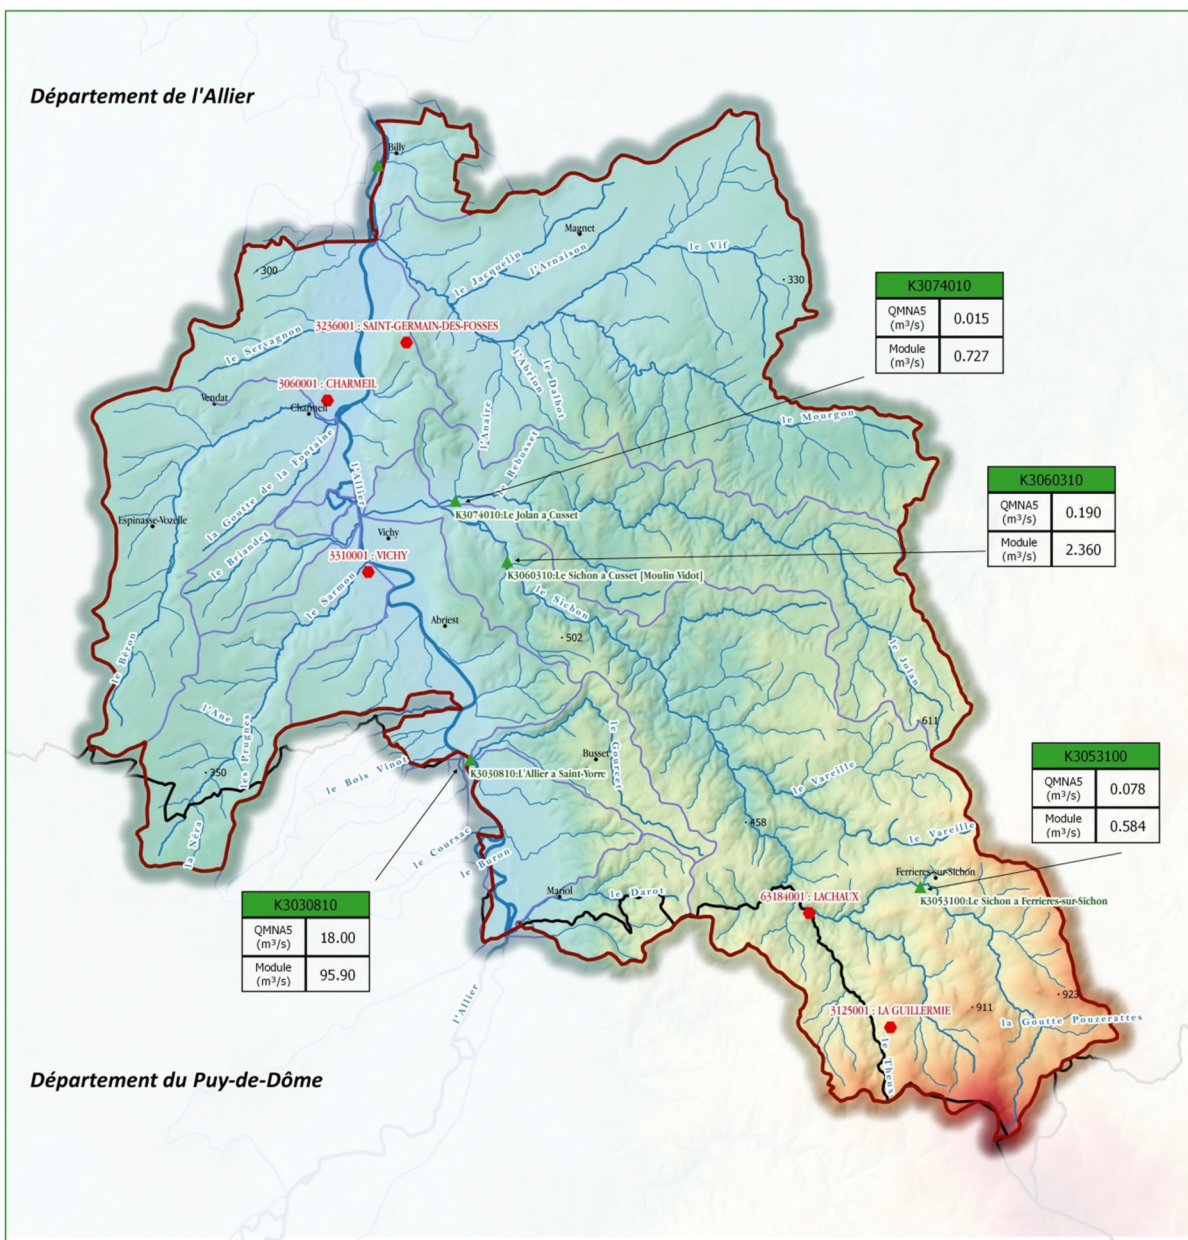 Département de l'Allier
Billy
Magnet
le Vif
300
le Jacquelin
l'Arnaison
330
K3074010
QMNA5 (m³/s) 0.015
Module (m³/s) 0.727
3236001 : SAINT-GERMAIN-DES-FOSSES
le Servagnon
l'Abrion
le Dalbot
3060001 : CHARMEIL
Vendat
Charmeil
l'Anaire
le Mourgon
la Goutte de la Fontaine
l'Allier
le Rebusset
K3060310
QMNA5 (m³/s) 0.190
Module (m³/s) 2.360
K3074010:Le Jolan a Cusset
Espinasse-Vozelle
le Briandet
Vichy
3310001 : VICHY
K3060310:Le Sichon a Cusset [Moulin Vidot]
le Sarmon
le Sichon
Abriest
502
le Béron
le Jolan
l'Ane
les Prugnes
611
le Gourcet
Busset
K3053100
QMNA5 (m³/s) 0.078
Module (m³/s) 0.584
350
le Bois Vinot
K3030810:L'Allier a Saint-Yorre
le Vareille
458
la Néra
le Coursac
le Buron
le Vareille
Ferrieres-sur-Sichon
K3053100:Le Sichon a Ferrieres-sur-Sichon
Mariol
le Darot
63184001 : LACHAUX
K3030810
QMNA5 (m³/s) 18.00
Module (m³/s) 95.90
l'Allier
923
911
3125001 : LA GUILLERMIE
la Goutte Pouzerattes
le Theux
Département du Puy-de-Dôme